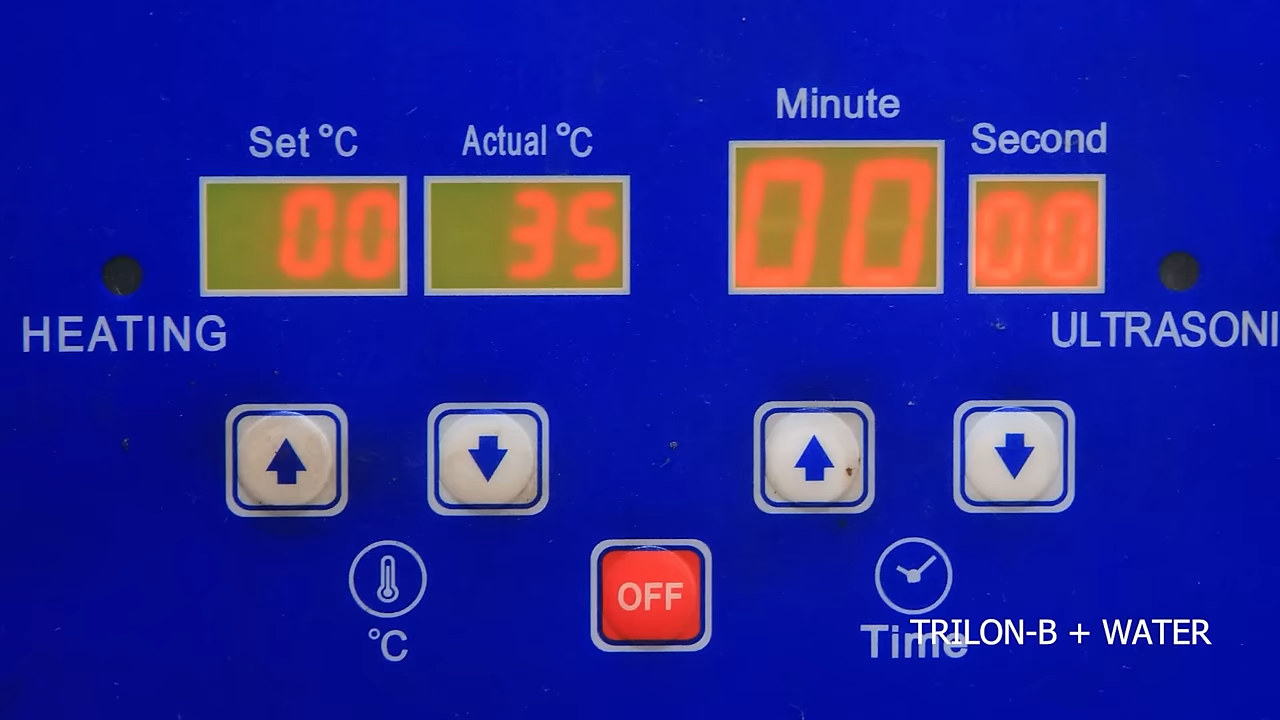 Minute
Set °C Actual °C Second
00 35 00 00
HEATING ULTRASONI
OFF
°C Time
TRILON-B + WATER